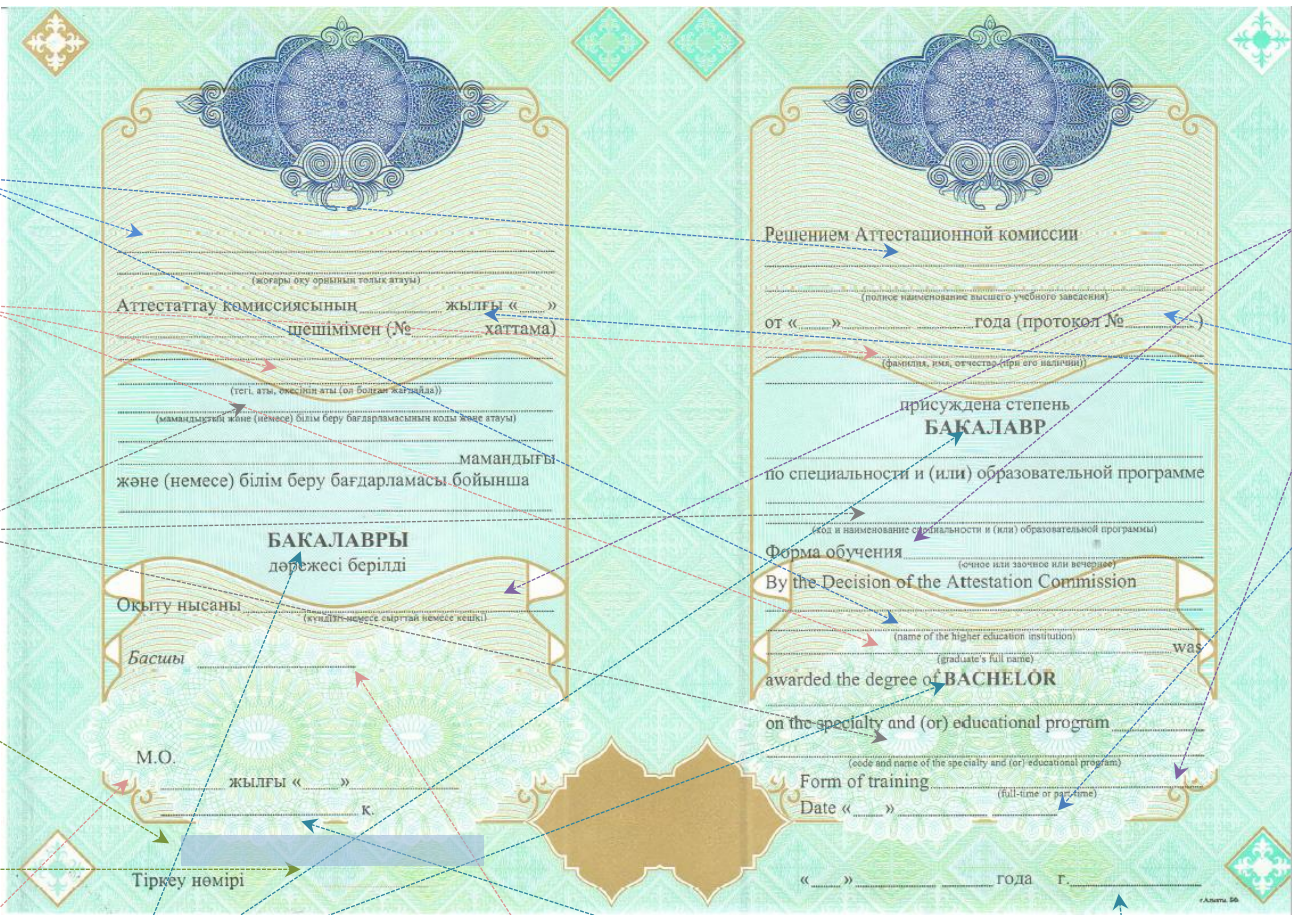 (жоғары оқу орнының толық атауы)
Аттестаттау комиссиясының жылғы « »
шешімімен (№ хаттама)
(тегі, аты, әкесінің аты (ол болған жағдайда))
(мамандықтың және (немесе) білім беру бағдарламасының коды және атауы)
мамандығы
және (немесе) білім беру бағдарламасы бойынша
БАКАЛАВРЫ
дәрежесі берілді
Оқыту нысаны
(күндізгі немесе сырттай немесе кешкі)
Басшы
М.О.
жылғы « »
қ.
Тіркеу нөмірі
Решением Аттестационной комиссии
(полное наименование высшего учебного заведения)
от « » года (протокол № )
(фамилия, имя, отчество (при его наличии))
присуждена степень
БАКАЛАВР
по специальности и (или) образовательной программе
(код и наименование специальности и (или) образовательной программы)
Форма обучения
(очное или заочное или вечернее)
By the Decision of the Attestation Commission
(name of the higher education institution)
was
(graduate's full name)
awarded the degree of BACHELOR
on the specialty and (or) educational program
(code and name of the specialty and (or) educational program)
Form of training
(full-time or part-time)
Date « »
« » года г.
г.Алматы. БФ.